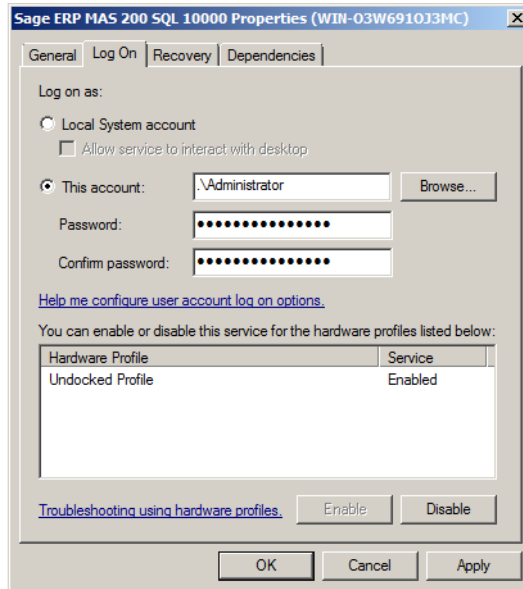 Sage ERP MAS 200 SQL 10000 Properties (WIN-O3W691OJ3MC)
General Log On Recovery Dependencies
Log on as:
Local System account
Allow service to interact with desktop
This account: .\Administrator Browse...
Password: •••••••••••••••
Confirm password: •••••••••••••••
Help me configure user account log on options.
You can enable or disable this service for the hardware profiles listed below:
Hardware Profile Service
Undocked Profile Enabled
Troubleshooting using hardware profiles. Enable Disable
OK Cancel Apply